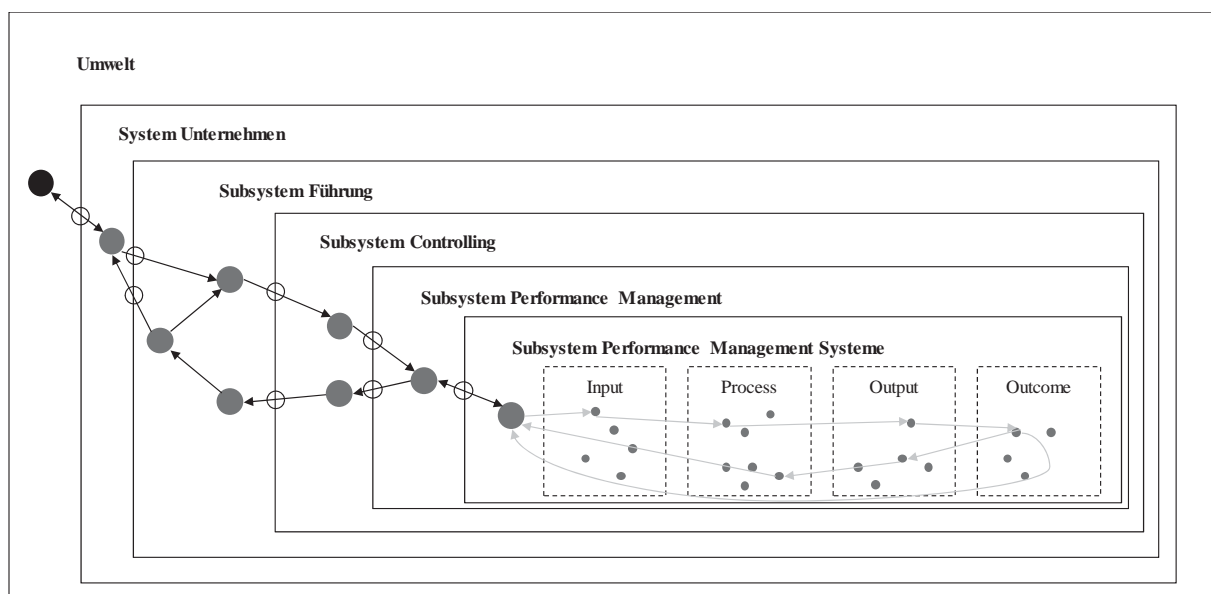 Umwelt
System Unternehmen
Subsystem Führung
Subsystem Controlling
Subsystem Performance Management
Subsystem Performance Management Systeme
Input
Process
Output
Outcome